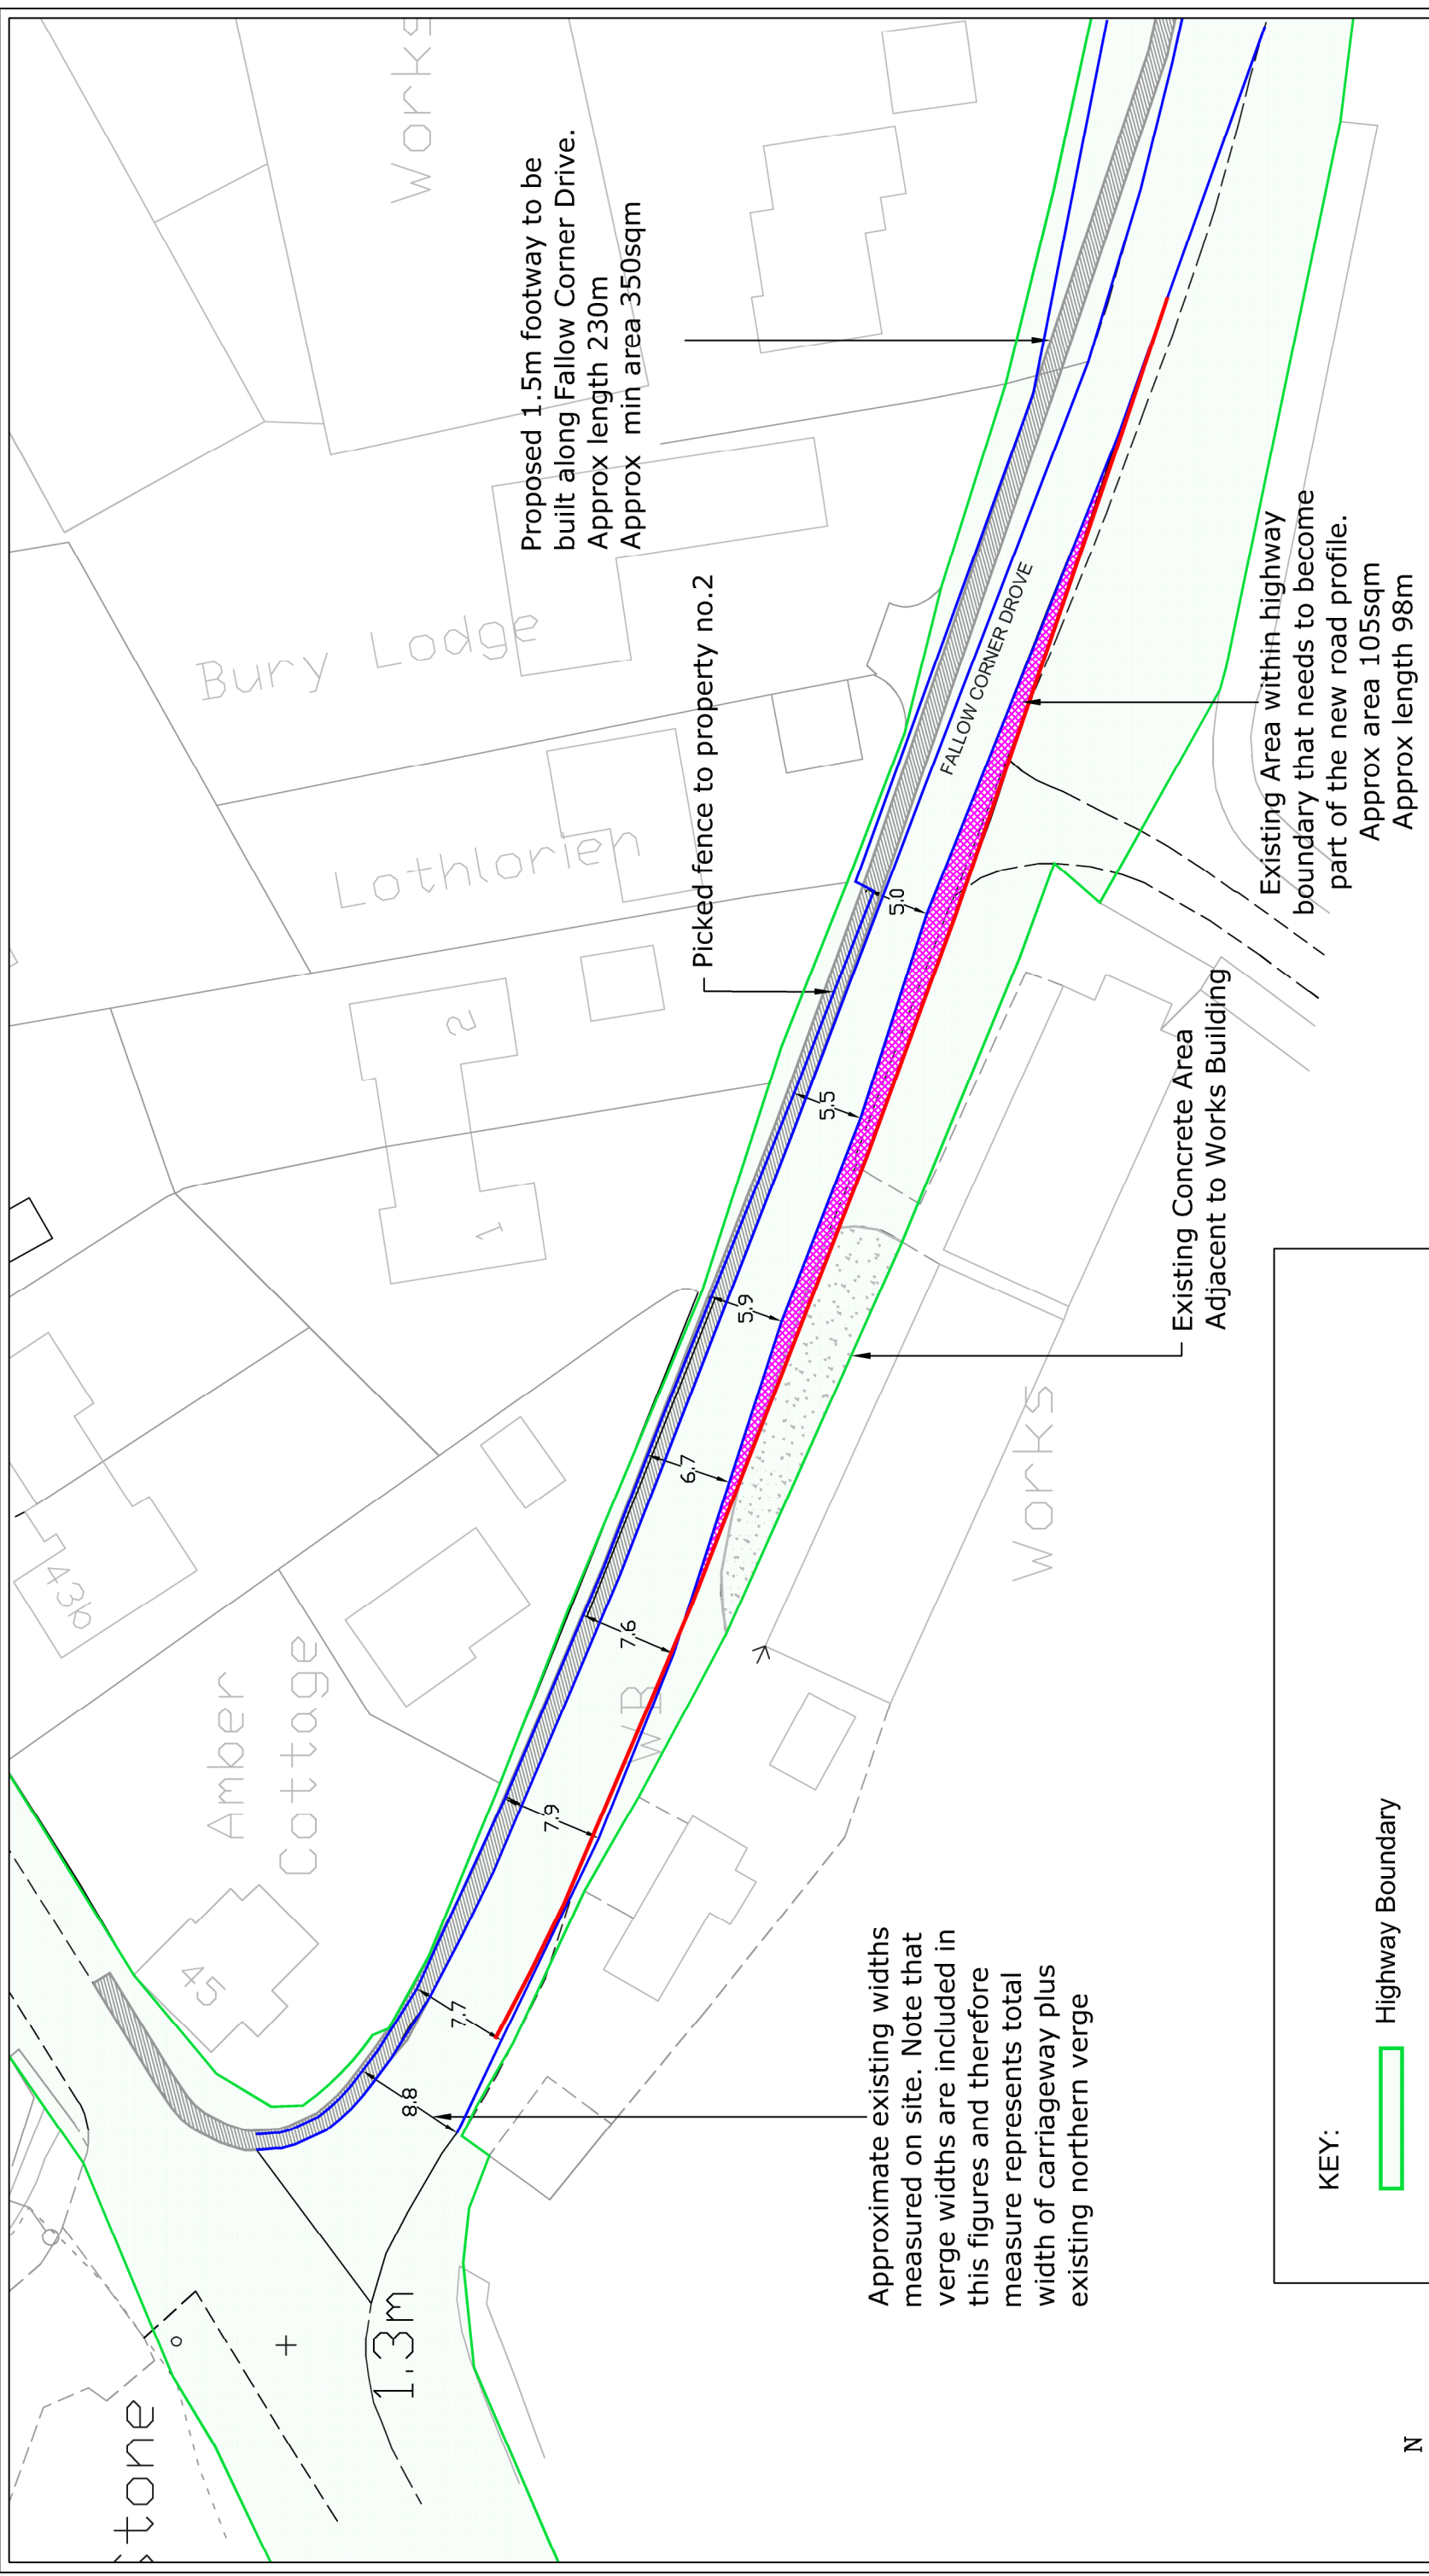 Works
Proposed 1.5m footway to be
built along Fallow Corner Drive.
Approx length 230m
Approx min area 350sqm
Bury Lodge
Picked fence to property no.2
Lothlorien
FALLOW CORNER DROVE
2
1
43b
Amber
Cottage
45
WB
Works
8.8
7.7
7.9
7.6
6.7
5.9
5.5
5.0
1.3m
Existing Area within highway
boundary that needs to become
part of the new road profile.
Approx area 105sqm
Approx length 98m
Existing Concrete Area
Adjacent to Works Building
Approximate existing widths
measured on site. Note that
verge widths are included in
this figures and therefore
measure represents total
width of carriageway plus
existing northern verge
KEY:
Highway Boundary
N